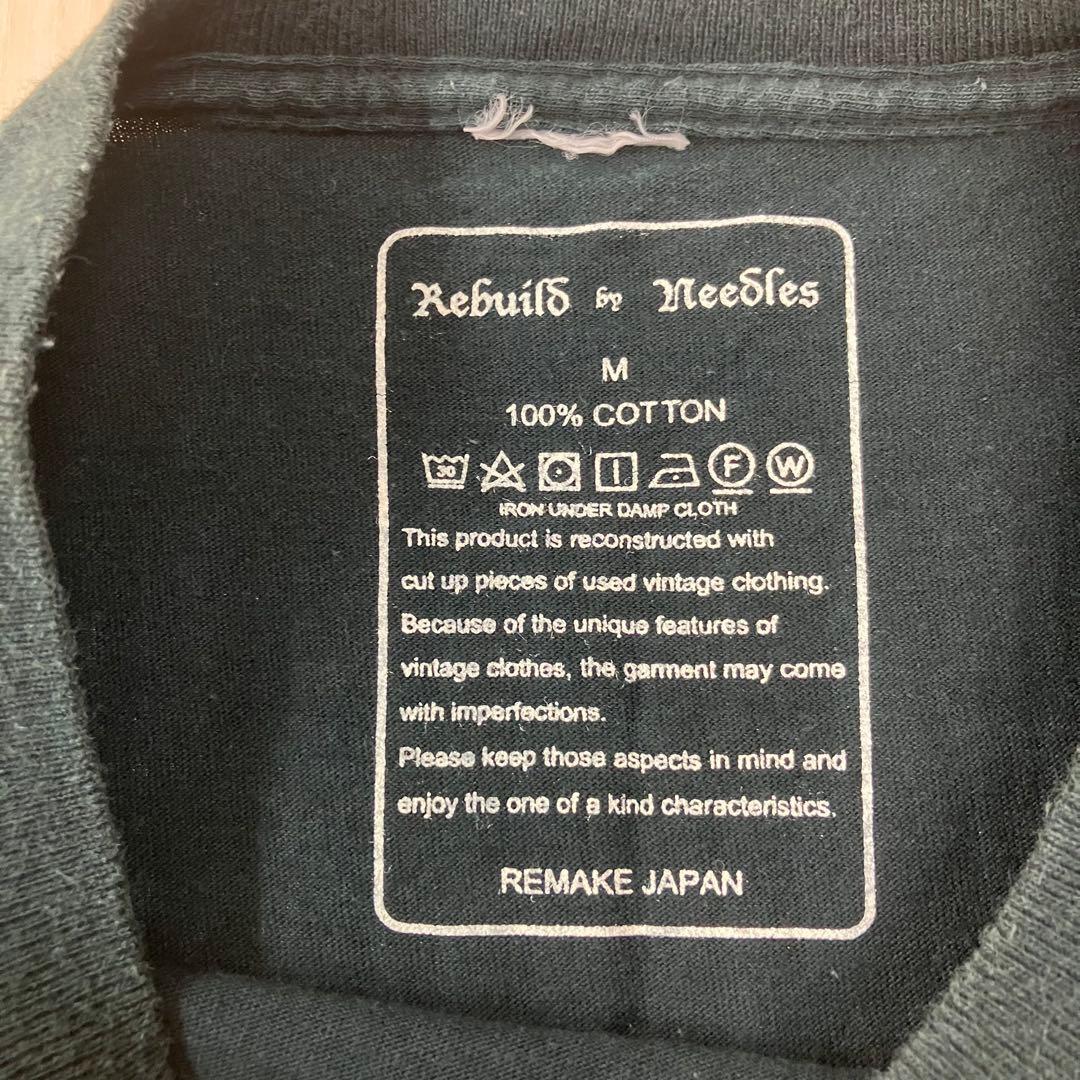 Rebuild by Needles
M
100% COTTON
30 F W
IRON UNDER DAMP CLOTH
This product is reconstructed with
cut up pieces of used vintage clothing.
Because of the unique features of
vintage clothes, the garment may come
with imperfections.
Please keep those aspects in mind and
enjoy the one of a kind characteristics.
REMAKE JAPAN